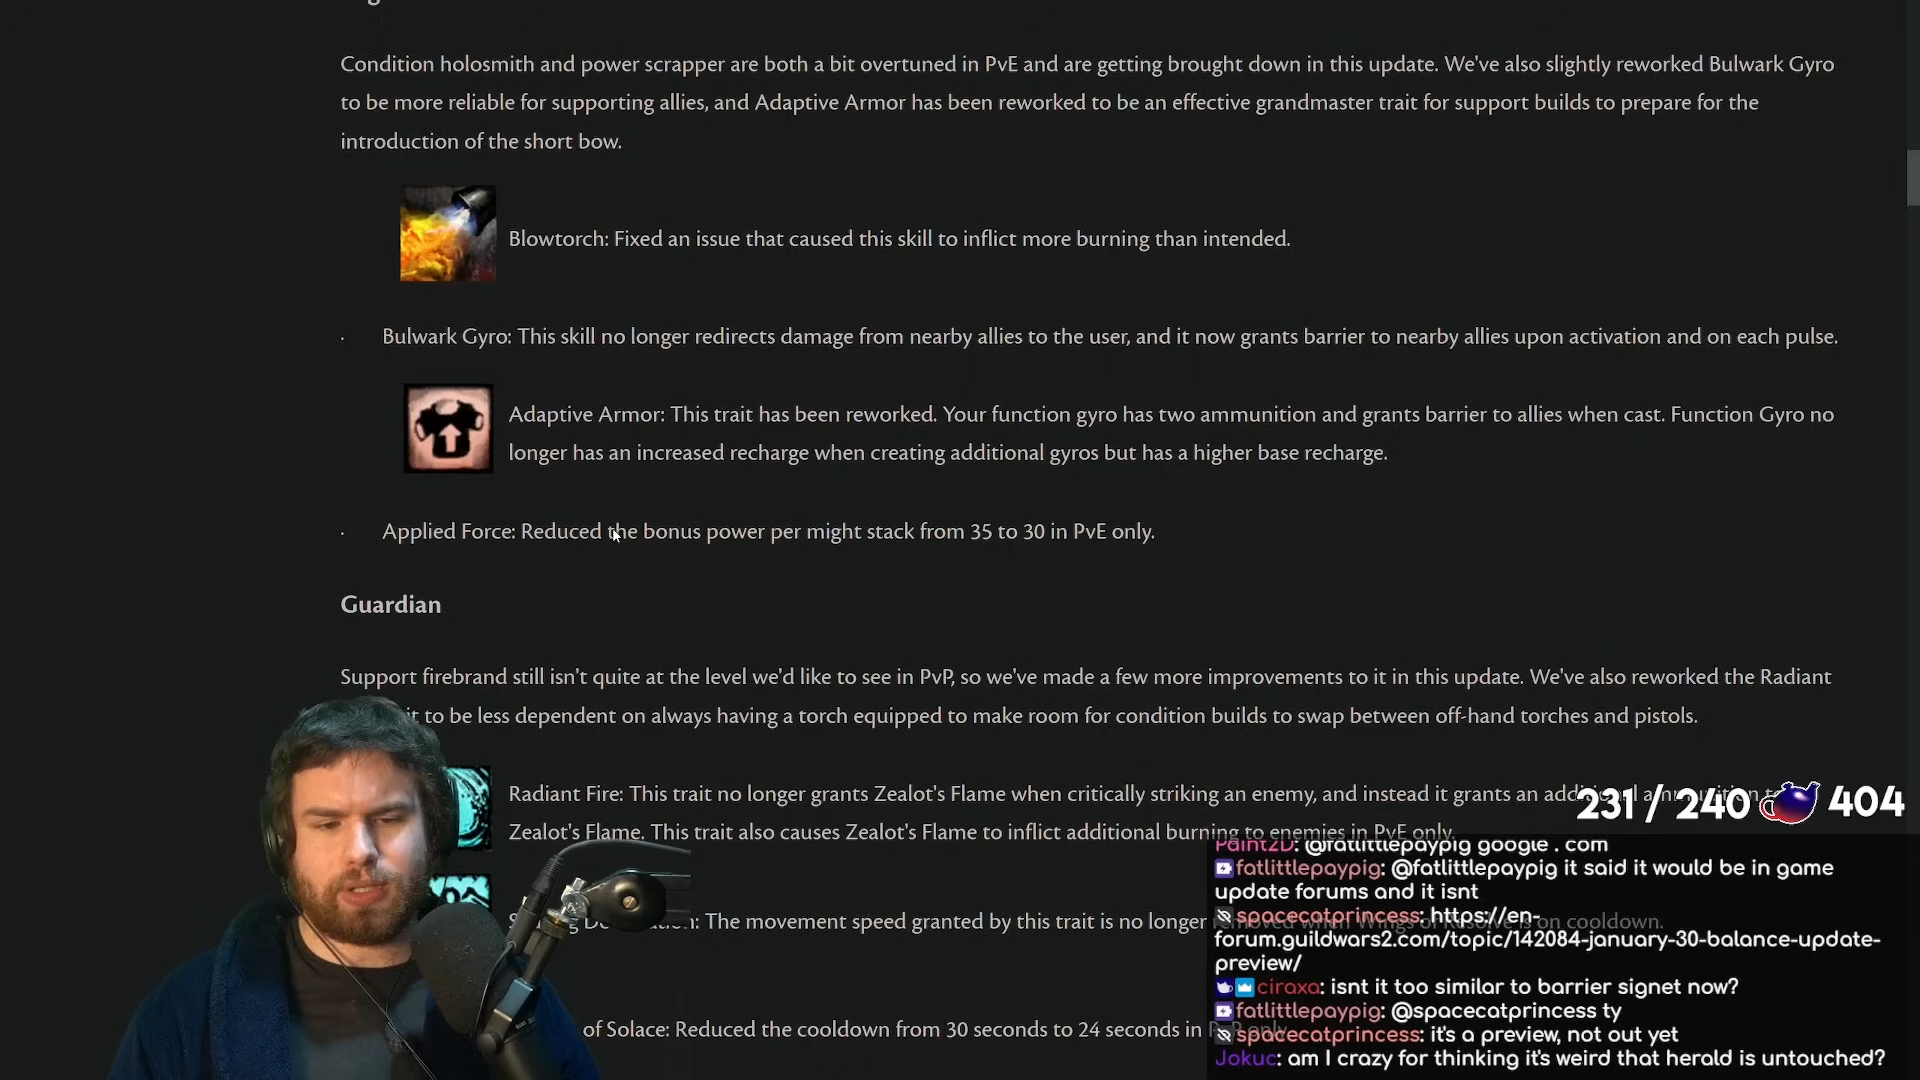 Condition holosmith and power scrapper are both a bit overtuned in PvE and are getting brought down in this update. We've also slightly reworked Bulwark Gyro
to be more reliable for supporting allies, and Adaptive Armor has been reworked to be an effective grandmaster trait for support builds to prepare for the
introduction of the short bow.
Blowtorch: Fixed an issue that caused this skill to inflict more burning than intended.
· Bulwark Gyro: This skill no longer redirects damage from nearby allies to the user, and it now grants barrier to nearby allies upon activation and on each pulse.
Adaptive Armor: This trait has been reworked. Your function gyro has two ammunition and grants barrier to allies when cast. Function Gyro no
longer has an increased recharge when creating additional gyros but has a higher base recharge.
· Applied Force: Reduced the bonus power per might stack from 35 to 30 in PvE only.
Guardian
Support firebrand still isn't quite at the level we'd like to see in PvP, so we've made a few more improvements to it in this update. We've also reworked the Radiant
to be less dependent on always having a torch equipped to make room for condition builds to swap between off-hand torches and pistols.
Radiant Fire: This trait no longer grants Zealot's Flame when critically striking an enemy, and instead it grants an
Zealot's Flame. This trait also causes Zealot's Flame to inflict additional burning to enemies in PvE only.
The movement speed granted by this trait is no longer removed when Wings of Resolve is on cooldown.
of Solace: Reduced the cooldown from 30 seconds to 24 seconds in PvP only.
231 / 240 404
Paint2D: @fatlittlepaypig google . com
fatlittlepaypig: @fatlittlepaypig it said it would be in game
update forums and it isnt
spacecatprincess: https://en-
forum.guildwars2.com/topic/142084-january-30-balance-update-
preview/
ciraxa: isnt it too similar to barrier signet now?
fatlittlepaypig: @spacecatprincess ty
spacecatprincess: it's a preview, not out yet
Jokuc: am I crazy for thinking it's weird that herald is untouched?